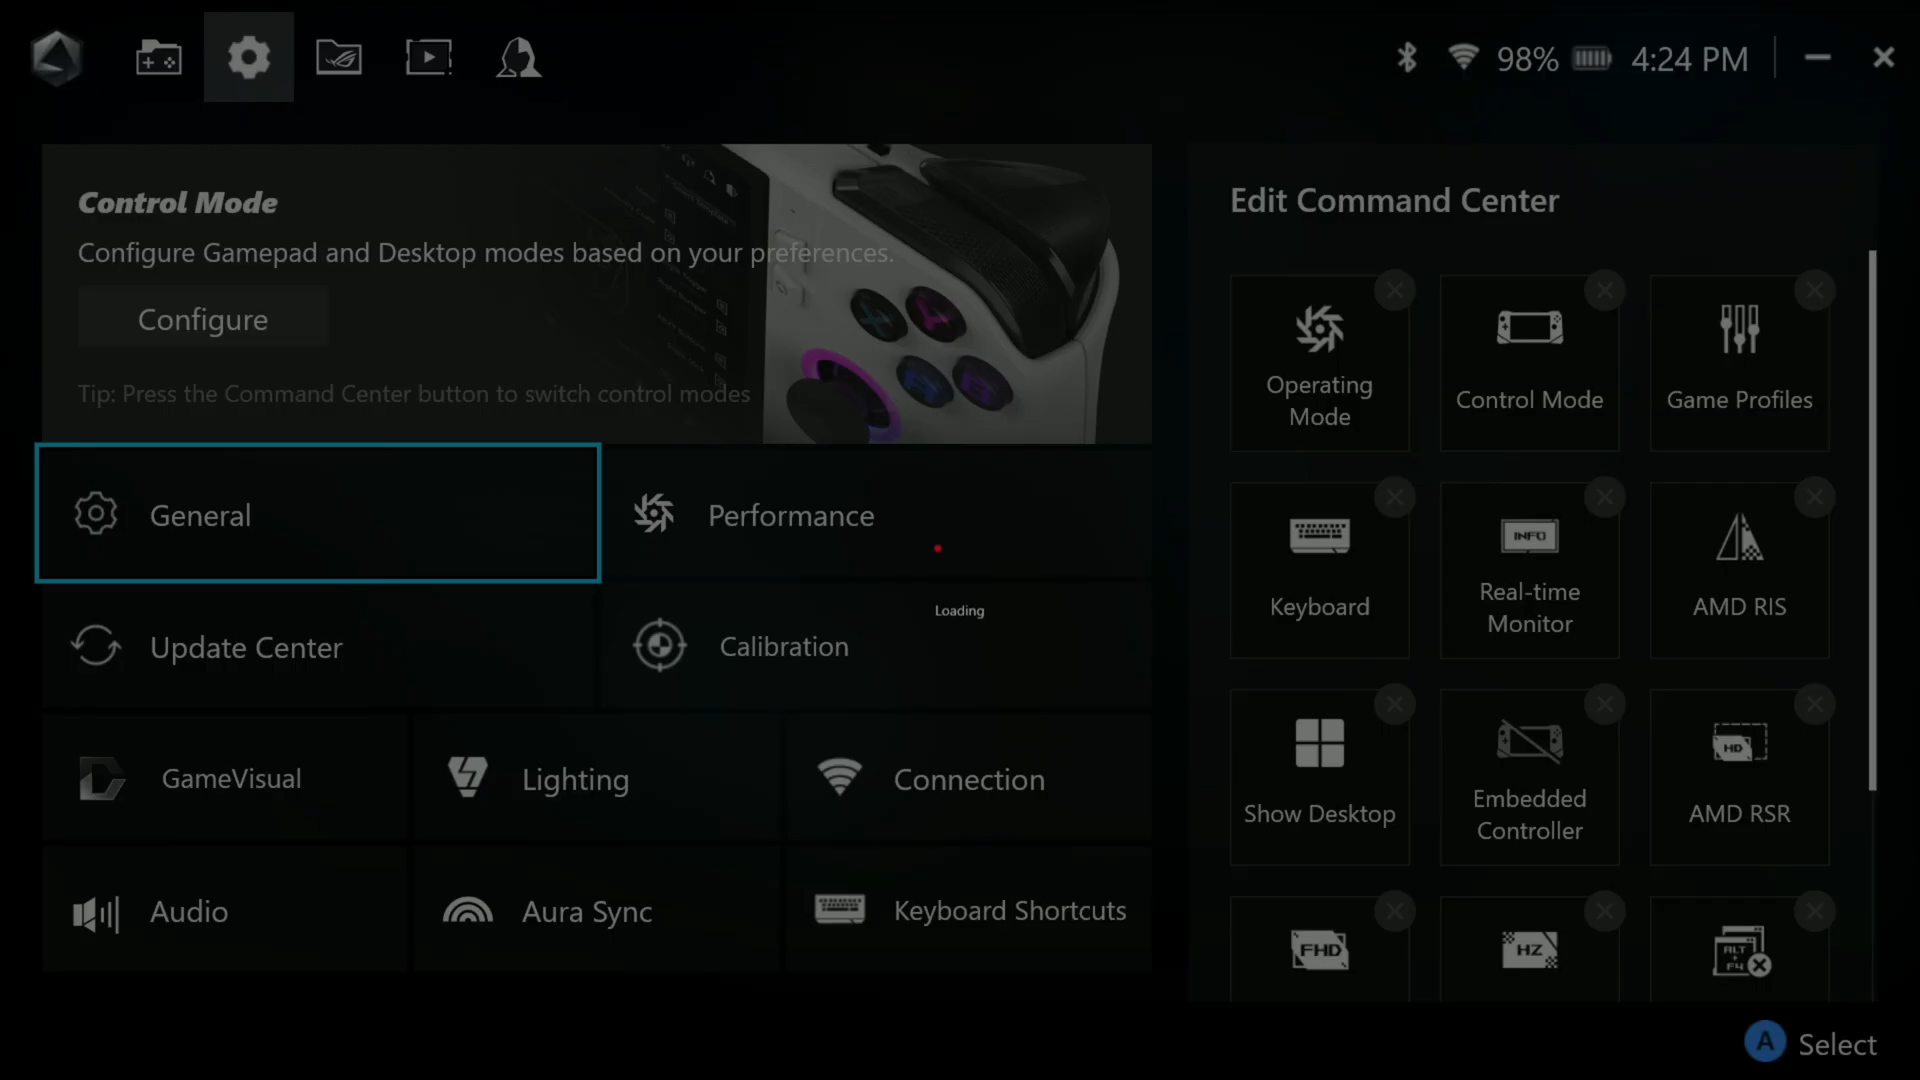 98%
4:24 PM
Control Mode
Configure Gamepad and Desktop modes based on your preferences.
Configure
Tip: Press the Command Center button to switch control modes
General
Performance
Loading
Update Center
Calibration
GameVisual
Lighting
Connection
Audio
Aura Sync
Keyboard Shortcuts
Edit Command Center
Operating
Mode
Control Mode
Game Profiles
Keyboard
INFO
Real-time
Monitor
AMD RIS
Show Desktop
Embedded
Controller
HD
AMD RSR
FHD
HZ
ALT
+
F4
A Select